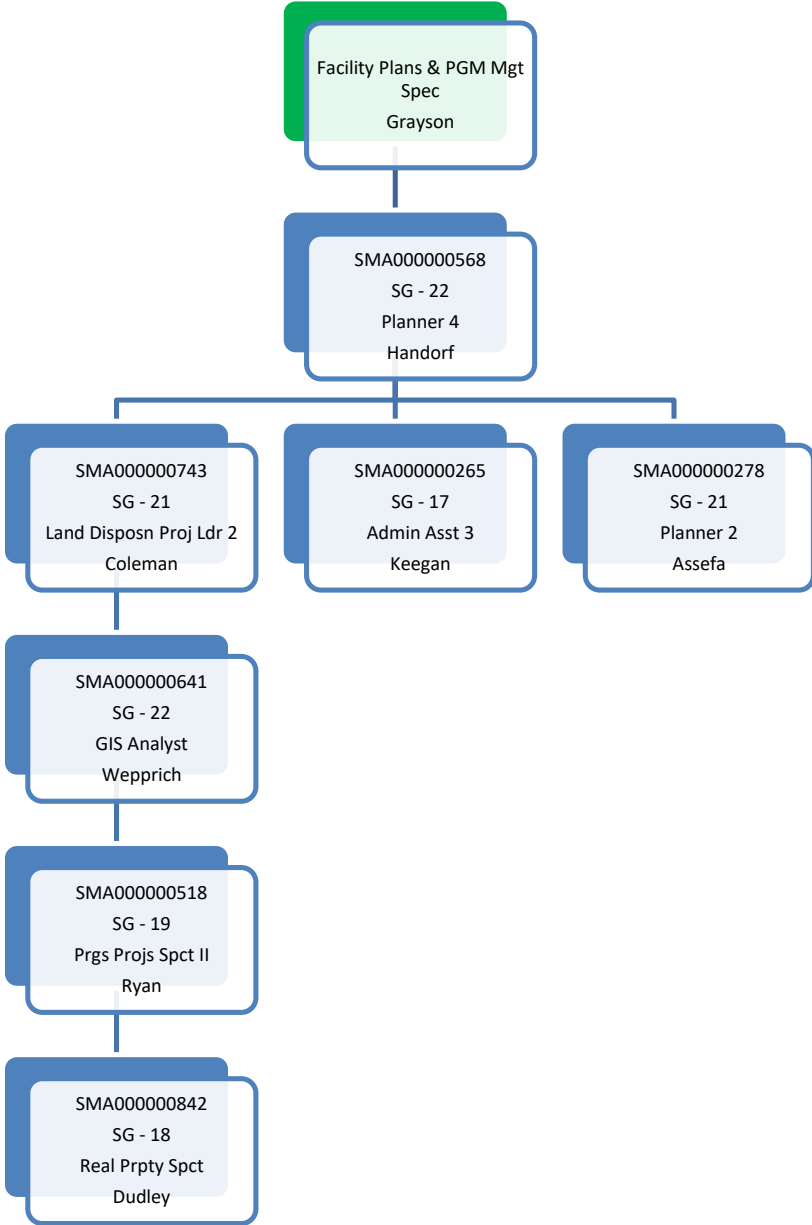 Facility Plans & PGM Mgt
Spec
Grayson
SMA000000568
SG - 22
Planner 4
Handorf
SMA000000743
SG - 21
Land Disposn Proj Ldr 2
Coleman
SMA000000265
SG - 17
Admin Asst 3
Keegan
SMA000000278
SG - 21
Planner 2
Assefa
SMA000000641
SG - 22
GIS Analyst
Wepprich
SMA000000518
SG - 19
Prgs Projs Spct II
Ryan
SMA000000842
SG - 18
Real Prpty Spct
Dudley